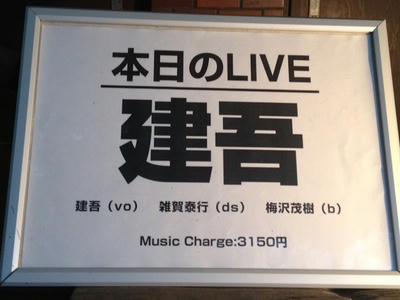 本日のLIVE
建吾
建吾（vo） 雑賀泰行（ds） 梅沢茂樹（b）
Music Charge:3150円